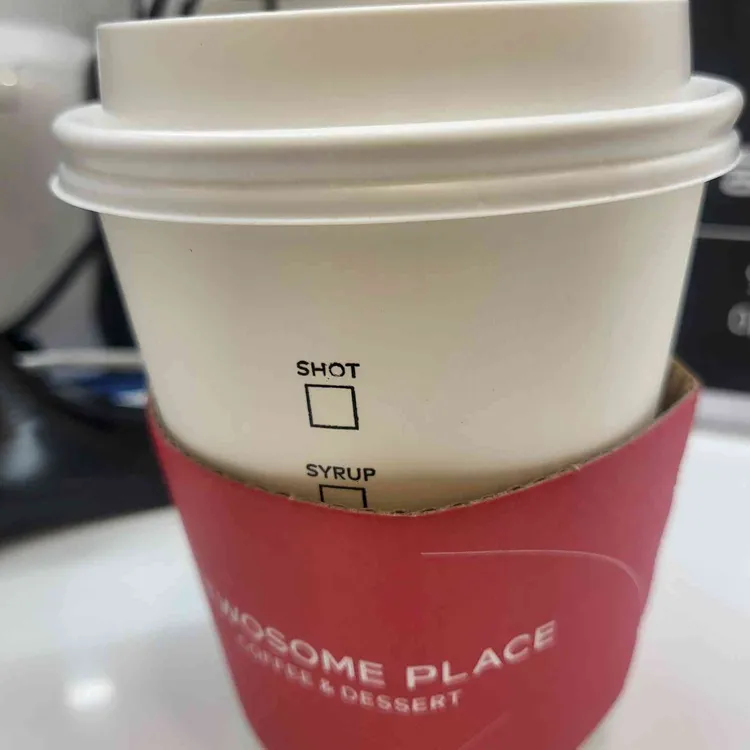 SHOT
SYRUP
WOSOME PLACE
COFFEE & DESSERT